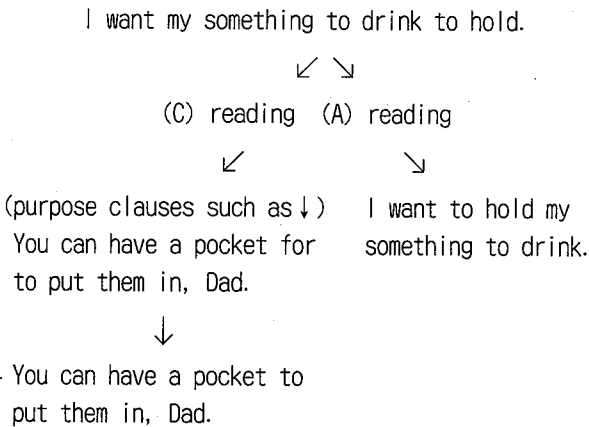 I want my something to drink to hold.
↙ ↘
(C) reading (A) reading
↙ ↘
(purpose clauses such as↓) I want to hold my
You can have a pocket for something to drink.
to put them in, Dad.
↓
You can have a pocket to
put them in, Dad.